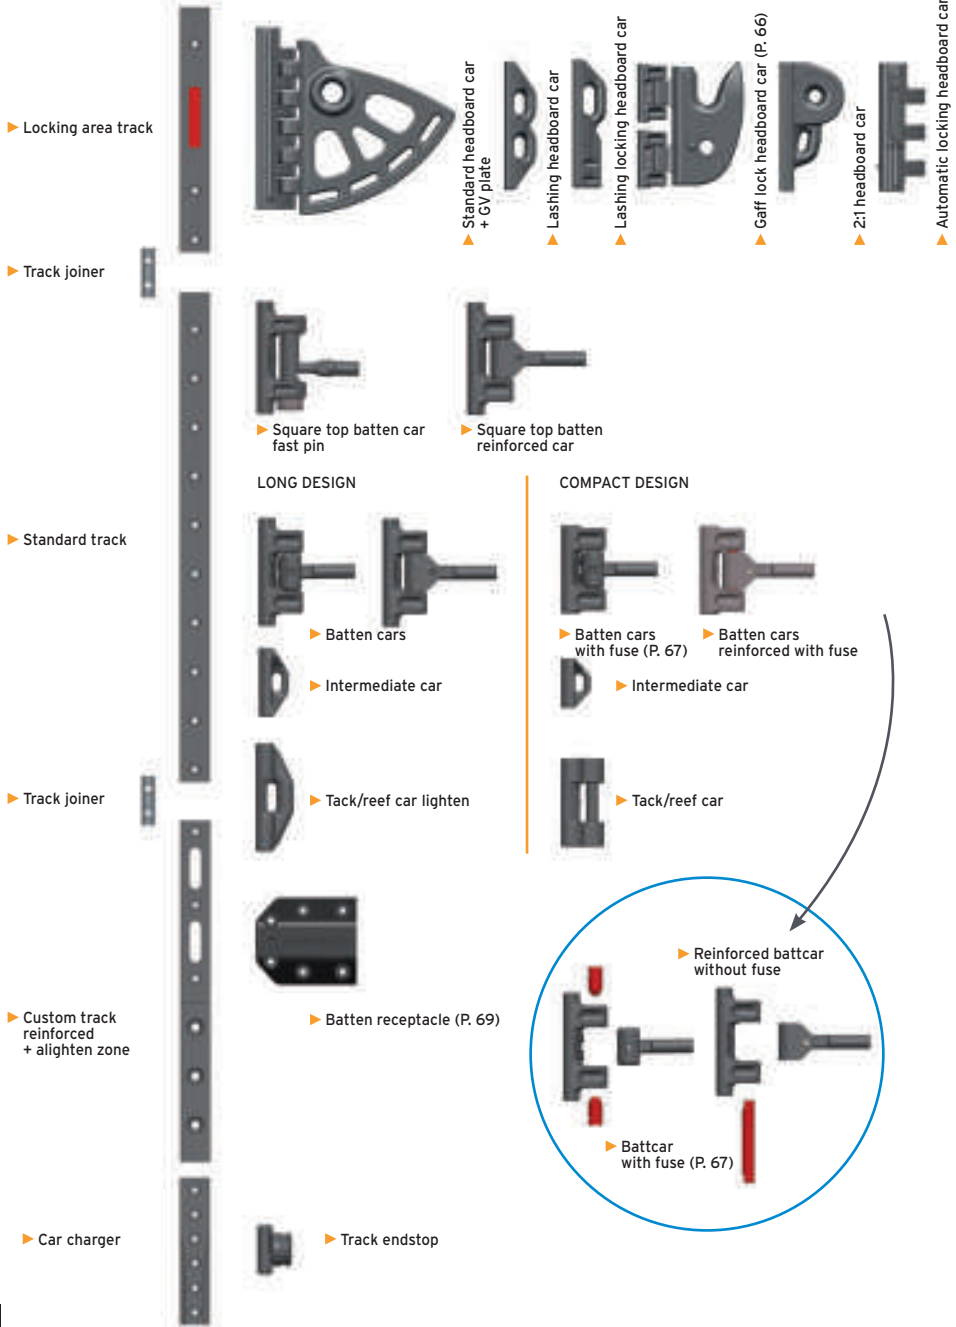 Locking area track
Standard headboard car
+ GV plate
Lashing headboard car
Lashing locking headboard car
Gaff lock headboard car (P. 66)
2:1 headboard car
Automatic locking headboard car
Track joiner
Square top batten car
fast pin
Square top batten
reinforced car
LONG DESIGN
COMPACT DESIGN
Standard track
Batten cars
Batten cars
with fuse (P. 67)
Batten cars
reinforced with fuse
Intermediate car
Intermediate car
Track joiner
Tack/reef car lighten
Tack/reef car
Reinforced battcar
without fuse
Custom track
reinforced
+ alighten zone
Batten receptacle (P. 69)
Battcar
with fuse (P. 67)
Car charger
Track endstop